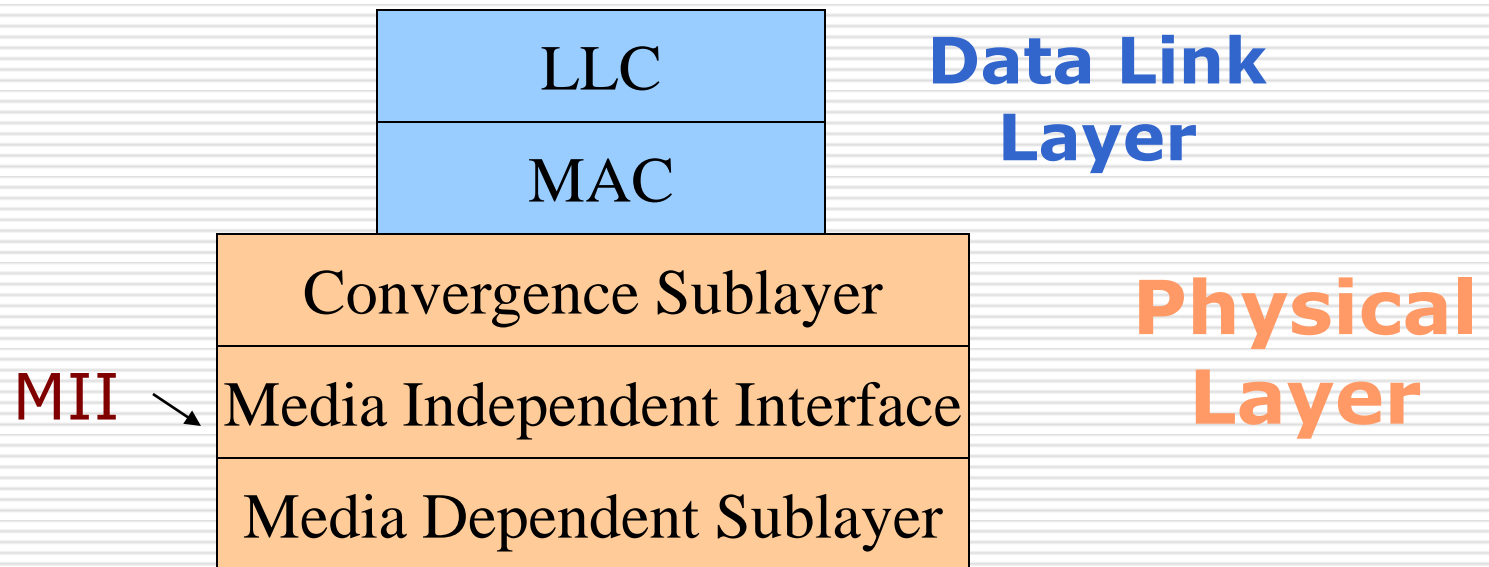 LLC
Data Link
Layer
MAC
Convergence Sublayer
Physical
Layer
MII
Media Independent Interface
Media Dependent Sublayer